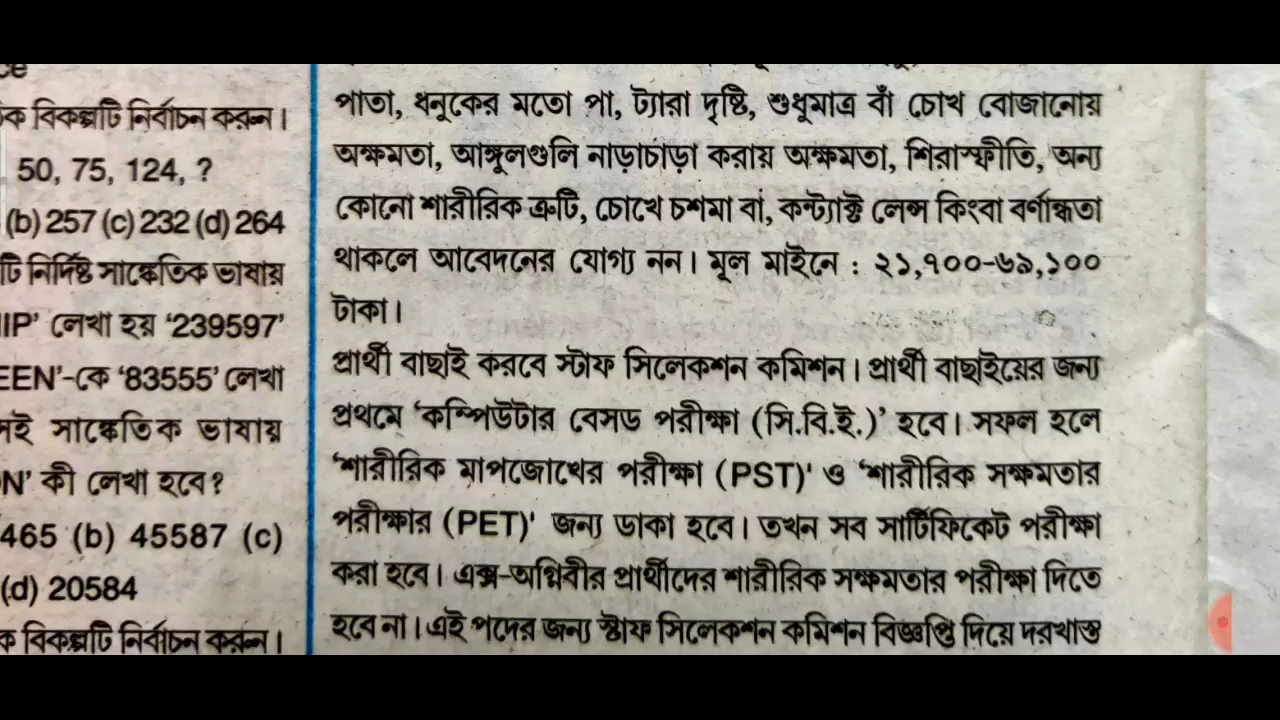 ce
ক বিকল্পটি নির্বাচন করুন।
50, 75, 124, ?
(b) 257 (c) 232 (d) 264
টি নির্দিষ্ট সাঙ্কেতিক ভাষায়
IIP' লেখা হয় '239597'
EEN'-কে '83555' লেখা
সেই সাঙ্কেতিক ভাষায়
N' কী লেখা হবে?
465 (b) 45587 (c)
(d) 20584
ক বিকল্পটি নির্বাচন করুন।
পাতা, ধনুকের মতো পা, ট্যারা দৃষ্টি, শুধুমাত্র বাঁ চোখ বোজানোয়
অক্ষমতা, আঙ্গুলগুলি নাড়াচাড়া করায় অক্ষমতা, শিরাস্ফীতি, অন্য
কোনো শারীরিক ত্রুটি, চোখে চশমা বা, কন্ট্যাক্ট লেন্স কিংবা বর্ণান্ধতা
থাকলে আবেদনের যোগ্য নন। মূল মাইনে : ২১,৭০০-৬৯,১০০
টাকা।
প্রার্থী বাছাই করবে স্টাফ সিলেকশন কমিশন। প্রার্থী বাছাইয়ের জন্য
প্রথমে 'কম্পিউটার বেসড পরীক্ষা (সি.বি.ই.)' হবে। সফল হলে
'শারীরিক মাপজোখের পরীক্ষা (PST)' ও 'শারীরিক সক্ষমতার
পরীক্ষার (PET)' জন্য ডাকা হবে। তখন সব সার্টিফিকেট পরীক্ষা
করা হবে। এক্স-অগ্নিবীর প্রার্থীদের শারীরিক সক্ষমতার পরীক্ষা দিতে
হবে না। এই পদের জন্য স্টাফ সিলেকশন কমিশন বিজ্ঞপ্তি দিয়ে দরখাস্ত